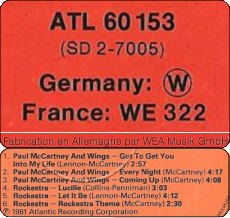 ATL 60 153
(SD 2-7005)
Germany: W
France: WE 322
Fabrication en Allemagne par WEA Musik GmbH
1. Paul McCartney And Wings – Got To Get You
Into My Life (Lennon-McCartney) 2:57
2. Paul McCartney And Wings – Every Night (McCartney) 4:17
3. Paul McCartney And Wings – Coming Up (McCartney) 4:08
4. Rockestra – Lucille (Collins-Penniman) 3:03
5. Rockestra – Let It Be (Lennon-McCartney) 4:12
6. Rockestra – Rockestra Theme (McCartney) 2:30
℗ 1981 Atlantic Recording Corporation